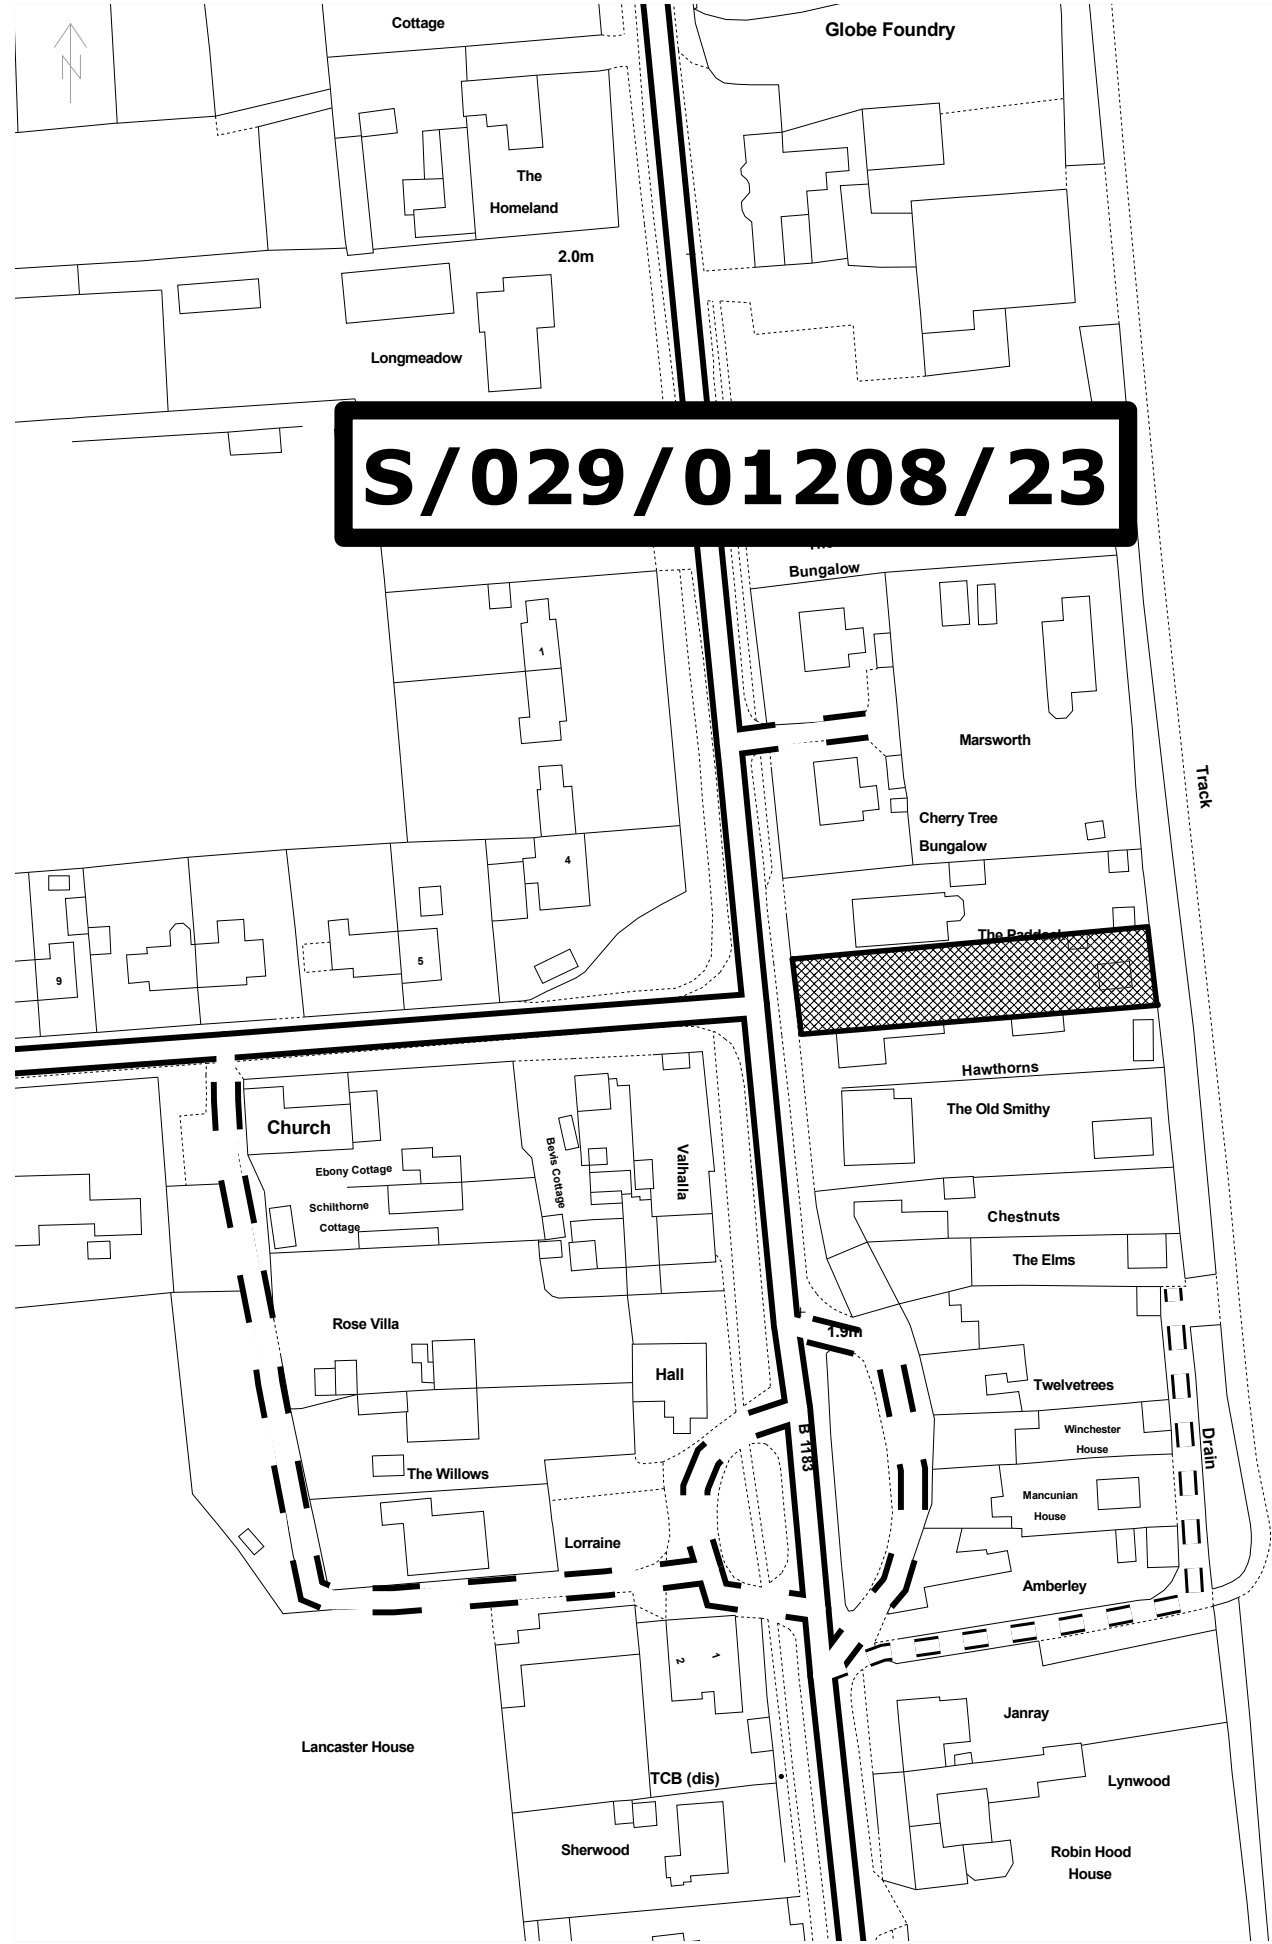 Cottage
Globe Foundry
N
The
Homeland
2.0m
Longmeadow
S/029/01208/23
Bungalow
1
Marsworth
Track
Cherry Tree
Bungalow
4
The Paddock
5
9
Hawthorns
The Old Smithy
Church
Ebony Cottage
Bevis Cottage
Valhalla
Schilthorne
Cottage
Chestnuts
The Elms
Rose Villa
1.9m
Hall
Twelvetrees
B 1183
Winchester
House
Drain
The Willows
Mancunian
House
Lorraine
Amberley
2
1
Janray
Lancaster House
TCB (dis)
Lynwood
Sherwood
Robin Hood
House